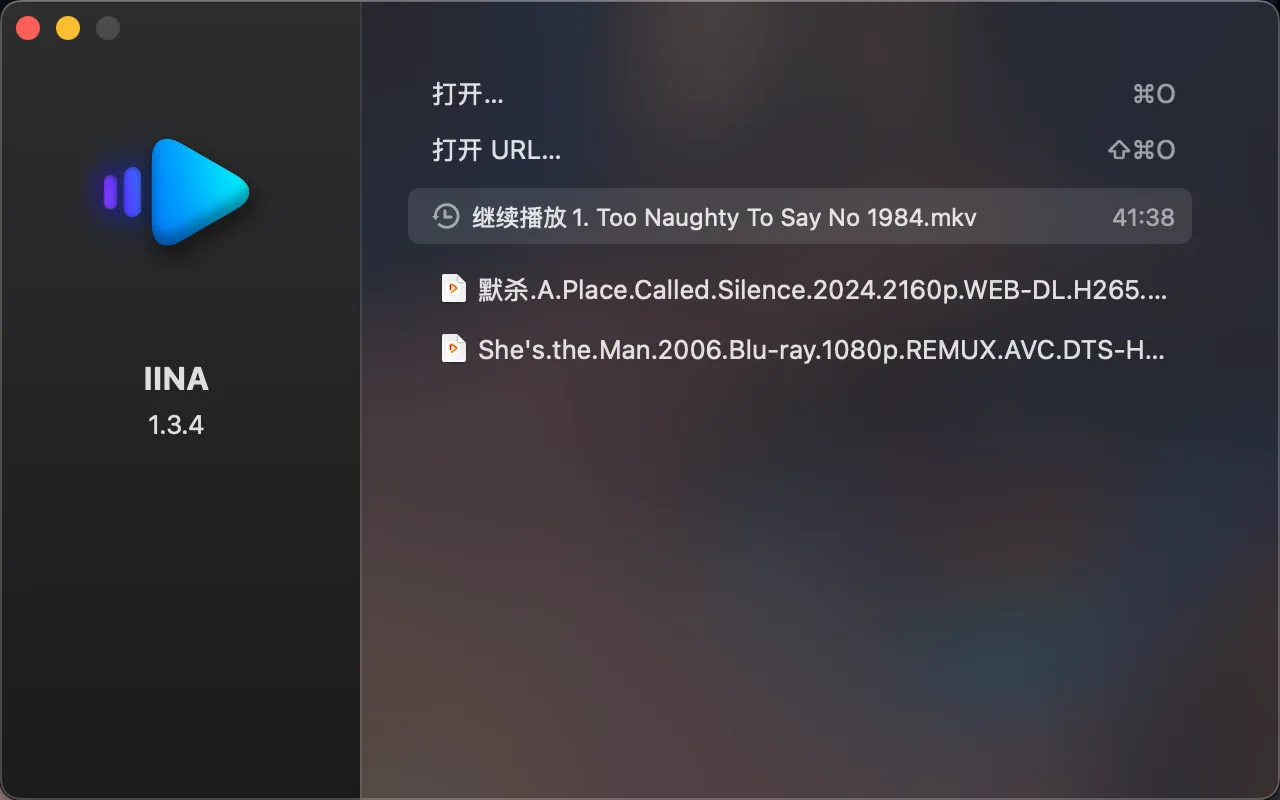 打开... ⌘O
打开 URL... ⇧⌘O
继续播放 1. Too Naughty To Say No 1984.mkv 41:38
默杀.A.Place.Called.Silence.2024.2160p.WEB-DL.H265....
She's.the.Man.2006.Blu-ray.1080p.REMUX.AVC.DTS-H...
IINA
1.3.4